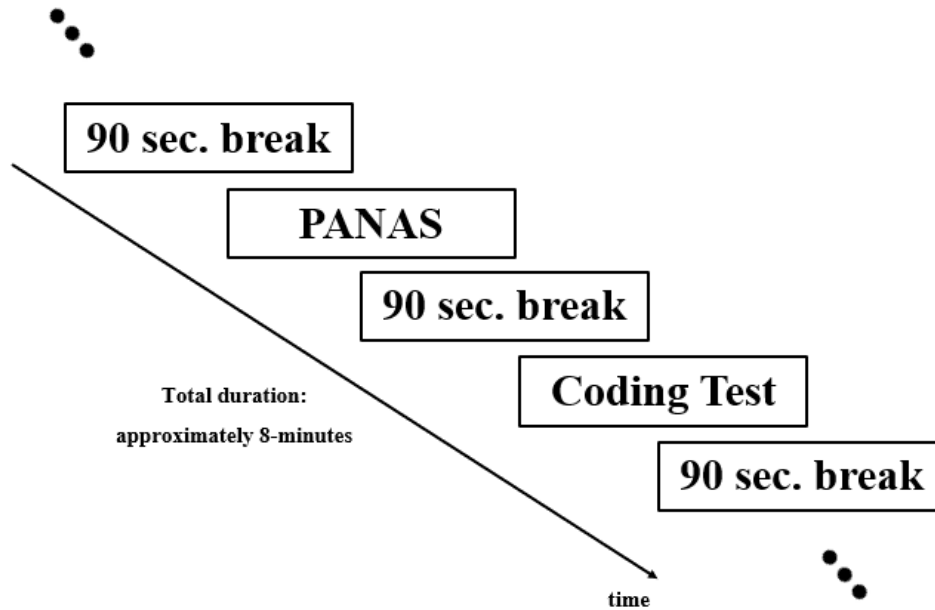 90 sec. break
PANAS
90 sec. break
Coding Test
Total duration:
approximately 8-minutes
90 sec. break
time